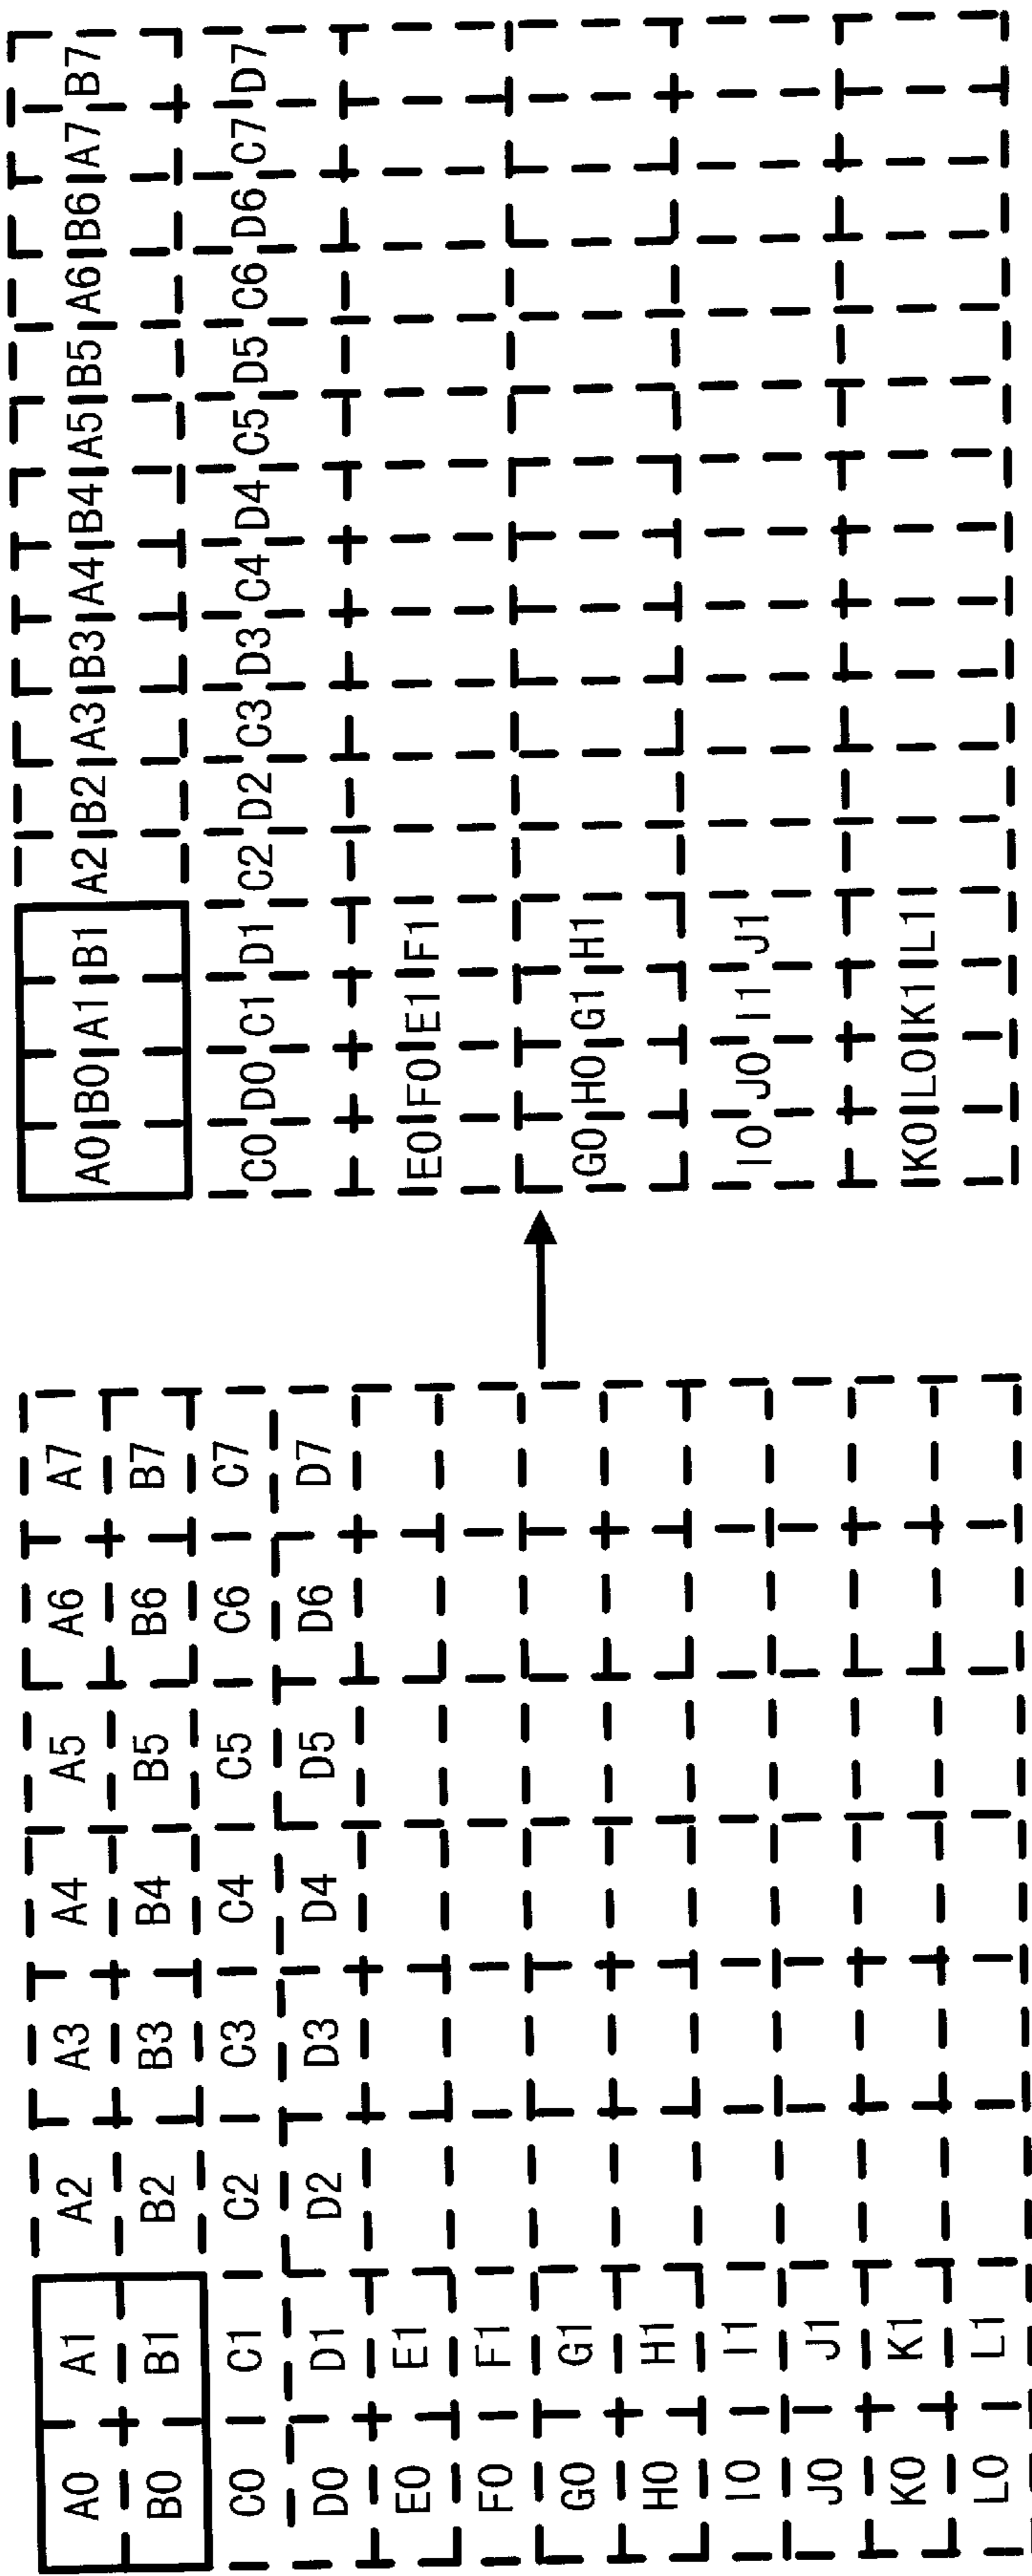 A0 A1 A2 A3 A4 A5 A6 A7
B0 B1 B2 B3 B4 B5 B6 B7
C0 C1 C2 C3 C4 C5 C6 C7
D0 D1 D2 D3 D4 D5 D6 D7
E0 E1
F0 F1
G0 G1
H0 H1
I0 I1
J0 J1
K0 K1
L0 L1
A0 B0 A1 B1 A2 B2 A3 B3 A4 B4 A5 B5 A6 B6 A7 B7
C0 D0 C1 D1 C2 D2 C3 D3 C4 D4 C5 D5 C6 D6 C7 D7
E0 F0 E1 F1
G0 H0 G1 H1
I0 J0 I1 J1
K0 L0 K1 L1